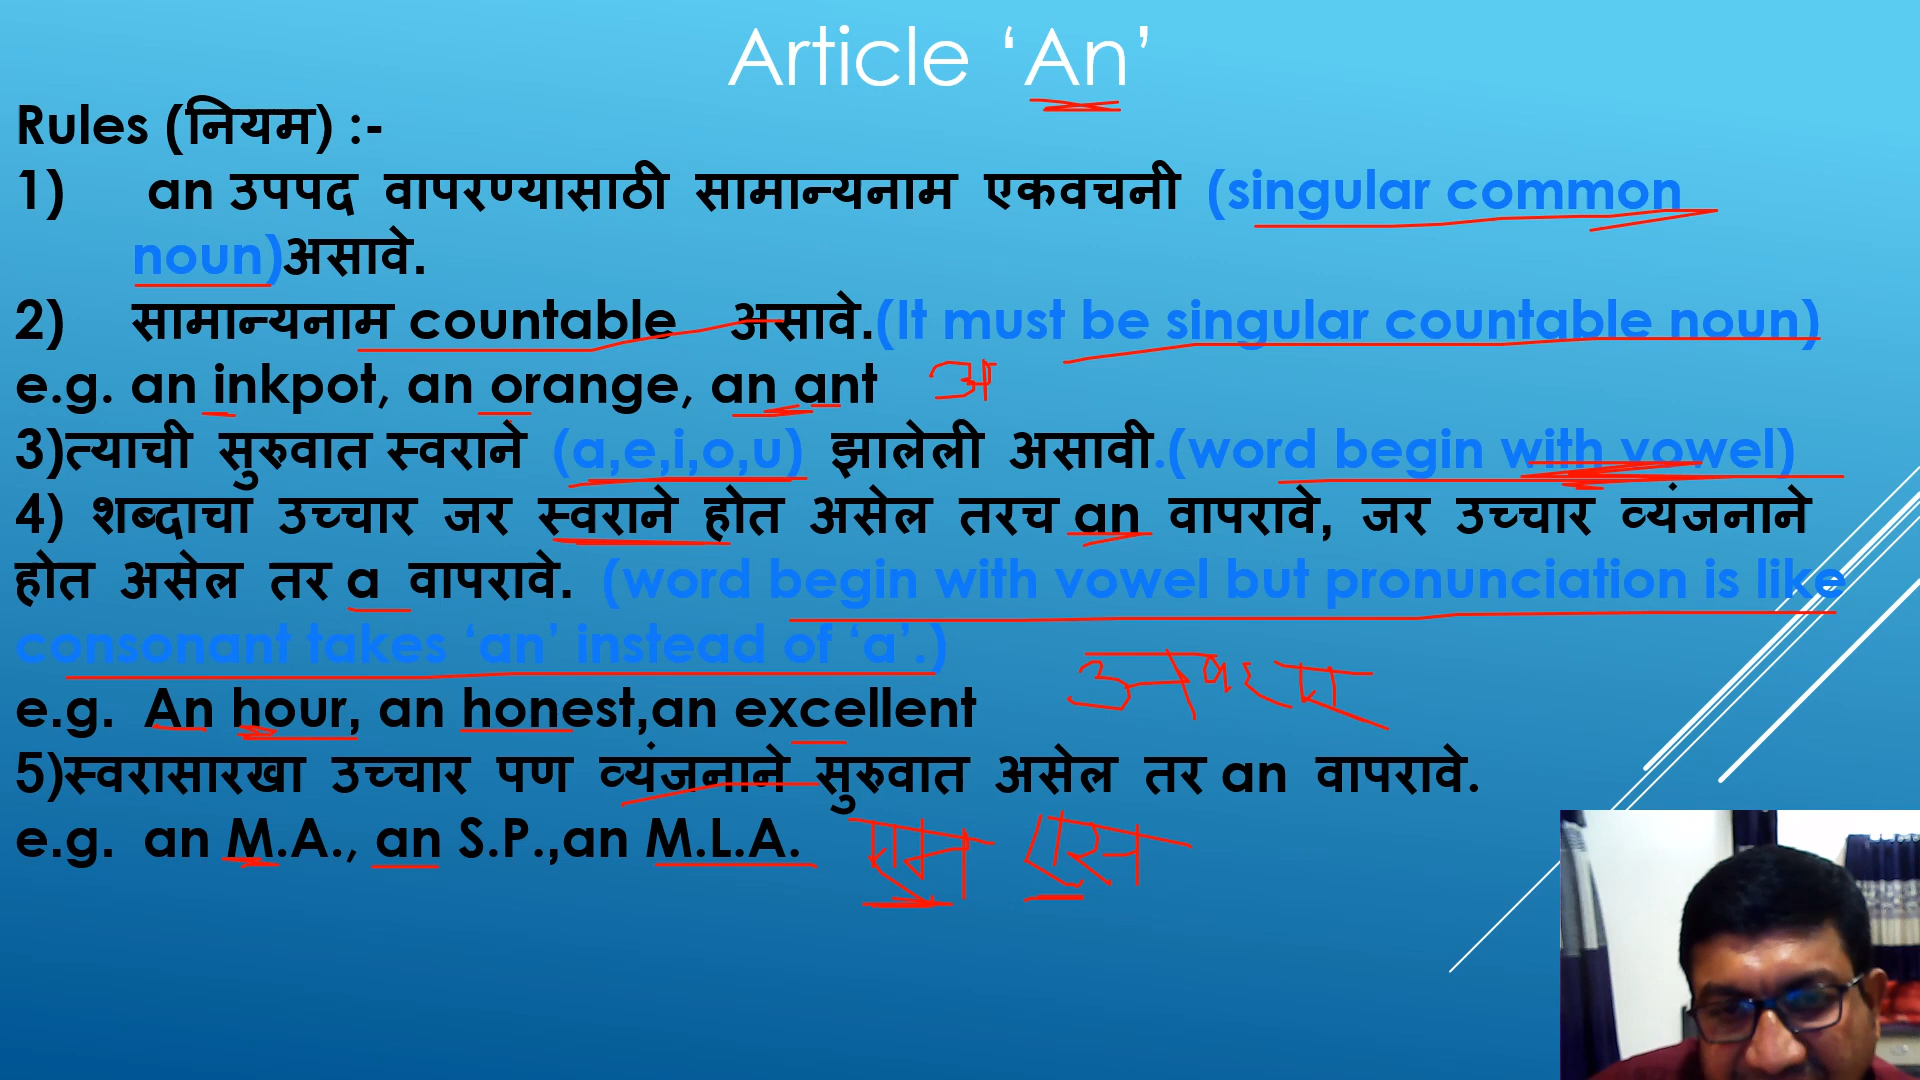 Article ‘An’
Rules (नियम) :-
1) an उपपद वापरण्यासाठी सामान्यनाम एकवचनी (singular common
noun)असावे.
2) सामान्यनाम countable असावे.(It must be singular countable noun)
e.g. an inkpot, an orange, an ant अ
3)त्याची सुरुवात स्वराने (a,e,i,o,u) झालेली असावी.(word begin with vowel)
4) शब्दाचा उच्चार जर स्वराने होत असेल तरच an वापरावे, जर उच्चार व्यंजनाने
होत असेल तर a वापरावे. (word begin with vowel but pronunciation is like
consonant takes ‘an’ instead of ‘a’.)
e.g. An hour, an honest,an excellent
5)स्वरासारखा उच्चार पण व्यंजनाने सुरुवात असेल तर an वापरावे.
e.g. an M.A., an S.P.,an M.L.A. एम एस